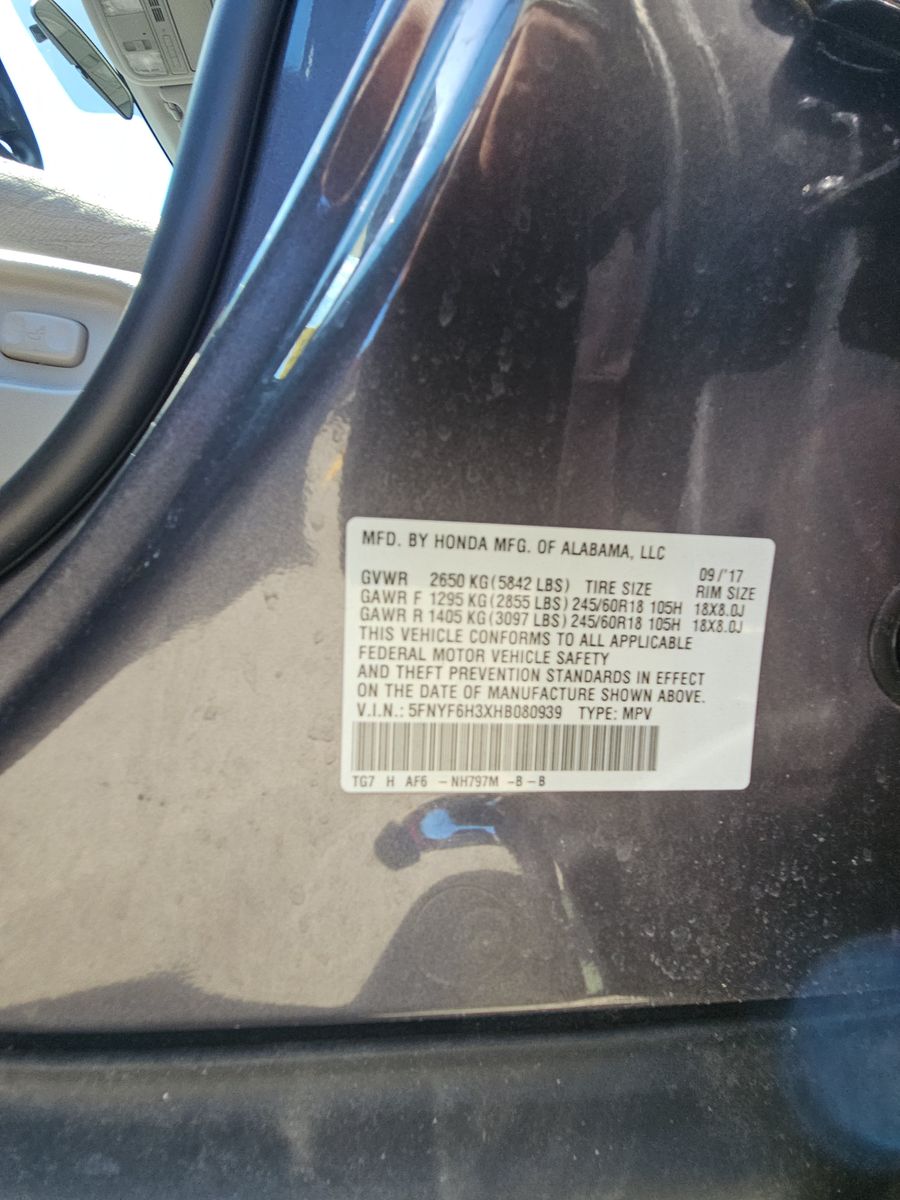 MFD. BY HONDA MFG. OF ALABAMA, LLC
09/'17
GVWR 2650 KG(5842 LBS) TIRE SIZE RIM SIZE
GAWR F 1295 KG(2855 LBS) 245/60R18 105H 18X8.0J
GAWR R 1405 KG(3097 LBS) 245/60R18 105H 18X8.0J
THIS VEHICLE CONFORMS TO ALL APPLICABLE
FEDERAL MOTOR VEHICLE SAFETY
AND THEFT PREVENTION STANDARDS IN EFFECT
ON THE DATE OF MANUFACTURE SHOWN ABOVE.
V.I.N.: 5FNYF6H3XHB080939 TYPE: MPV
TG7 H AF6 -NH797M -B-B